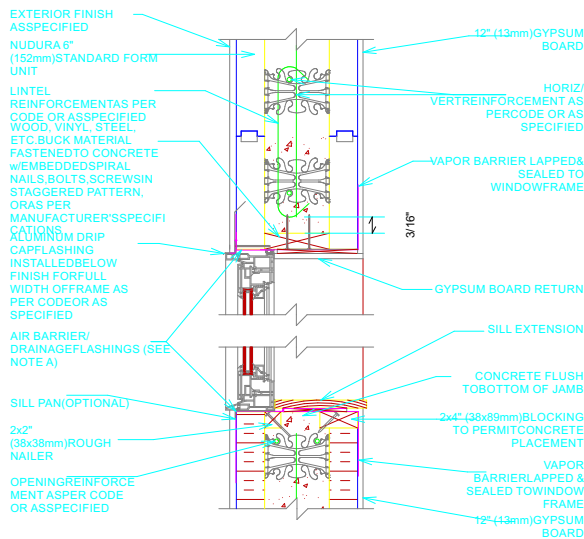 EXTERIOR FINISH
ASSPECIFIED
NUDURA 6"
(152mm)STANDARD FORM
UNIT
LINTEL
REINFORCEMENTAS PER
CODE OR ASSPECIFIED
WOOD, VINYL, STEEL,
ETC.BUCK MATERIAL
FASTENEDTO CONCRETE
wEMBEDDEDSPIRAL
NAILS.BOLTS.SCREWSIN
STAGGERED PATTERN,
ORAS PER
MANUFACTURER'SSPECIFI
CATIONS
ALUMINUM DRIP
CAPFLASHING
INSTALLEDBELOW
FINISH FORFULL
WIDTH OFFRAME AS
PER CODEOR AS
SPECIFIED
AIR BARRIER/
DRAINAGEFLASHINGS (SEE
NOTE A)
SILL PAN(OPTIONAL)
2x2"
(38x38mm)ROUGH
NAILER
OPENINGREINFORCE
MENT ASPER CODE
OR ASSPECIFIED
12" (13mm)GYPSUM
BOARD
HORIZ/
VERTREINFORCEMENT AS
PERCODE OR AS
SPECIFIED
VAPOR BARRIER LAPPED&
SEALED TO
WINDOWFRAME
3/16"
GYPSUM BOARD RETURN
SILL EXTENSION
CONCRETE FLUSH
TOBOTTOM OF JAMB
2x4" (38x89mm)BLOCKING
TO PERMITCONCRETE
PLACEMENT
VAPOR
BARRIERLAPPED &
SEALED TOWINDOW
FRAME
12" (13mm)GYPSUM
BOARD